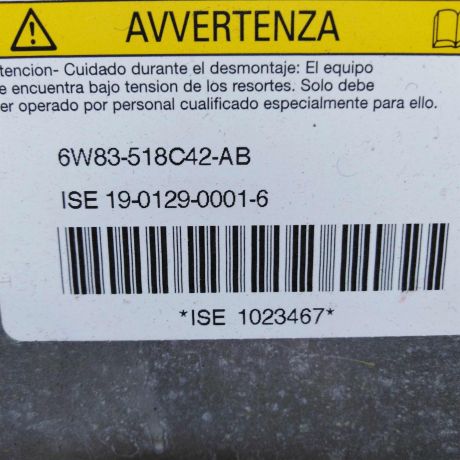 AVVERTENZA
tencion- Cuidado durante el desmontaje: El equipo
e encuentra bajo tension de los resortes. Solo debe
er operado por personal cualificado especialmente para ello.
6W83-518C42-AB
ISE 19-0129-0001-6
*ISE 1023467*